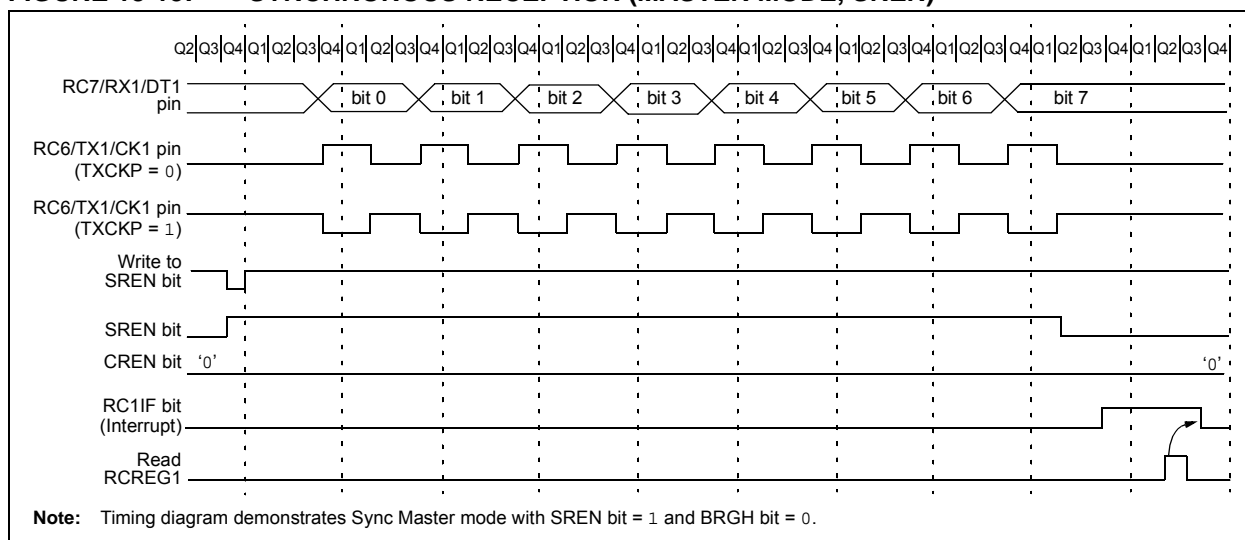 Q2 Q3 Q4 Q1 Q2 Q3 Q4 Q1 Q2 Q3 Q4 Q1 Q2 Q3 Q4 Q1 Q2 Q3 Q4 Q1 Q2 Q3 Q4 Q1 Q2 Q3 Q4 Q1 Q2 Q3 Q4 Q1 Q2 Q3 Q4 Q1 Q2 Q3 Q4 Q1 Q2 Q3 Q4
RC7/RX1/DT1
pin
bit 0 bit 1 bit 2 bit 3 bit 4 bit 5 bit 6 bit 7
RC6/TX1/CK1 pin
(TXCKP = 0)
RC6/TX1/CK1 pin
(TXCKP = 1)
Write to
SREN bit
SREN bit
CREN bit ‘0’ ‘0’
RC1IF bit
(Interrupt)
Read
RCREG1
Note: Timing diagram demonstrates Sync Master mode with SREN bit = 1 and BRGH bit = 0.